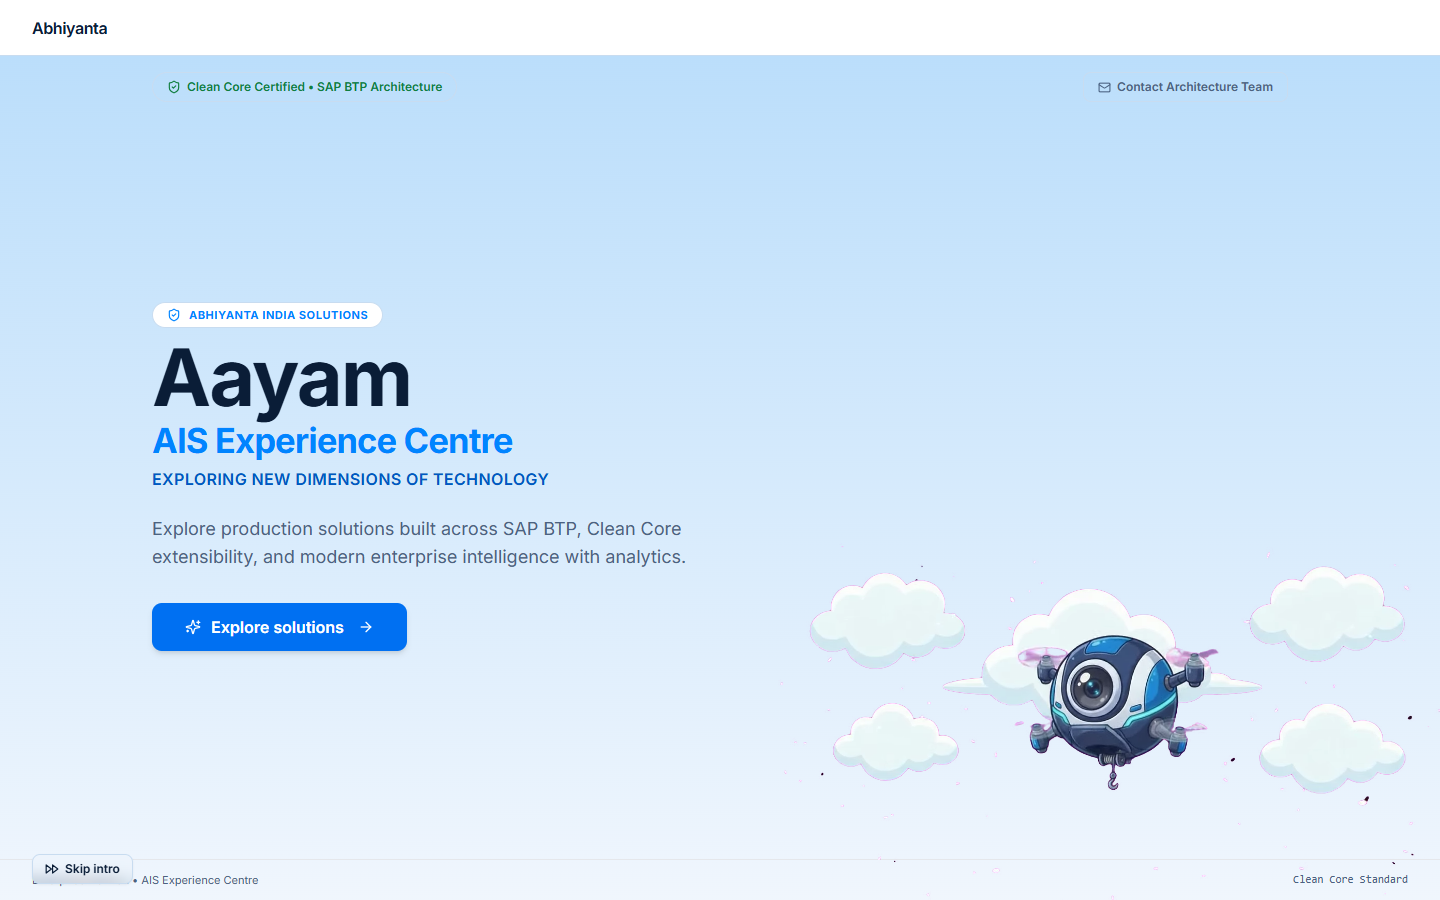 Abhiyanta
Clean Core Certified • SAP BTP Architecture
Contact Architecture Team
ABHIYANTA INDIA SOLUTIONS
Aayam
AIS Experience Centre
EXPLORING NEW DIMENSIONS OF TECHNOLOGY
Explore production solutions built across SAP BTP, Clean Core
extensibility, and modern enterprise intelligence with analytics.
Explore solutions
Skip intro
• AIS Experience Centre
Clean Core Standard